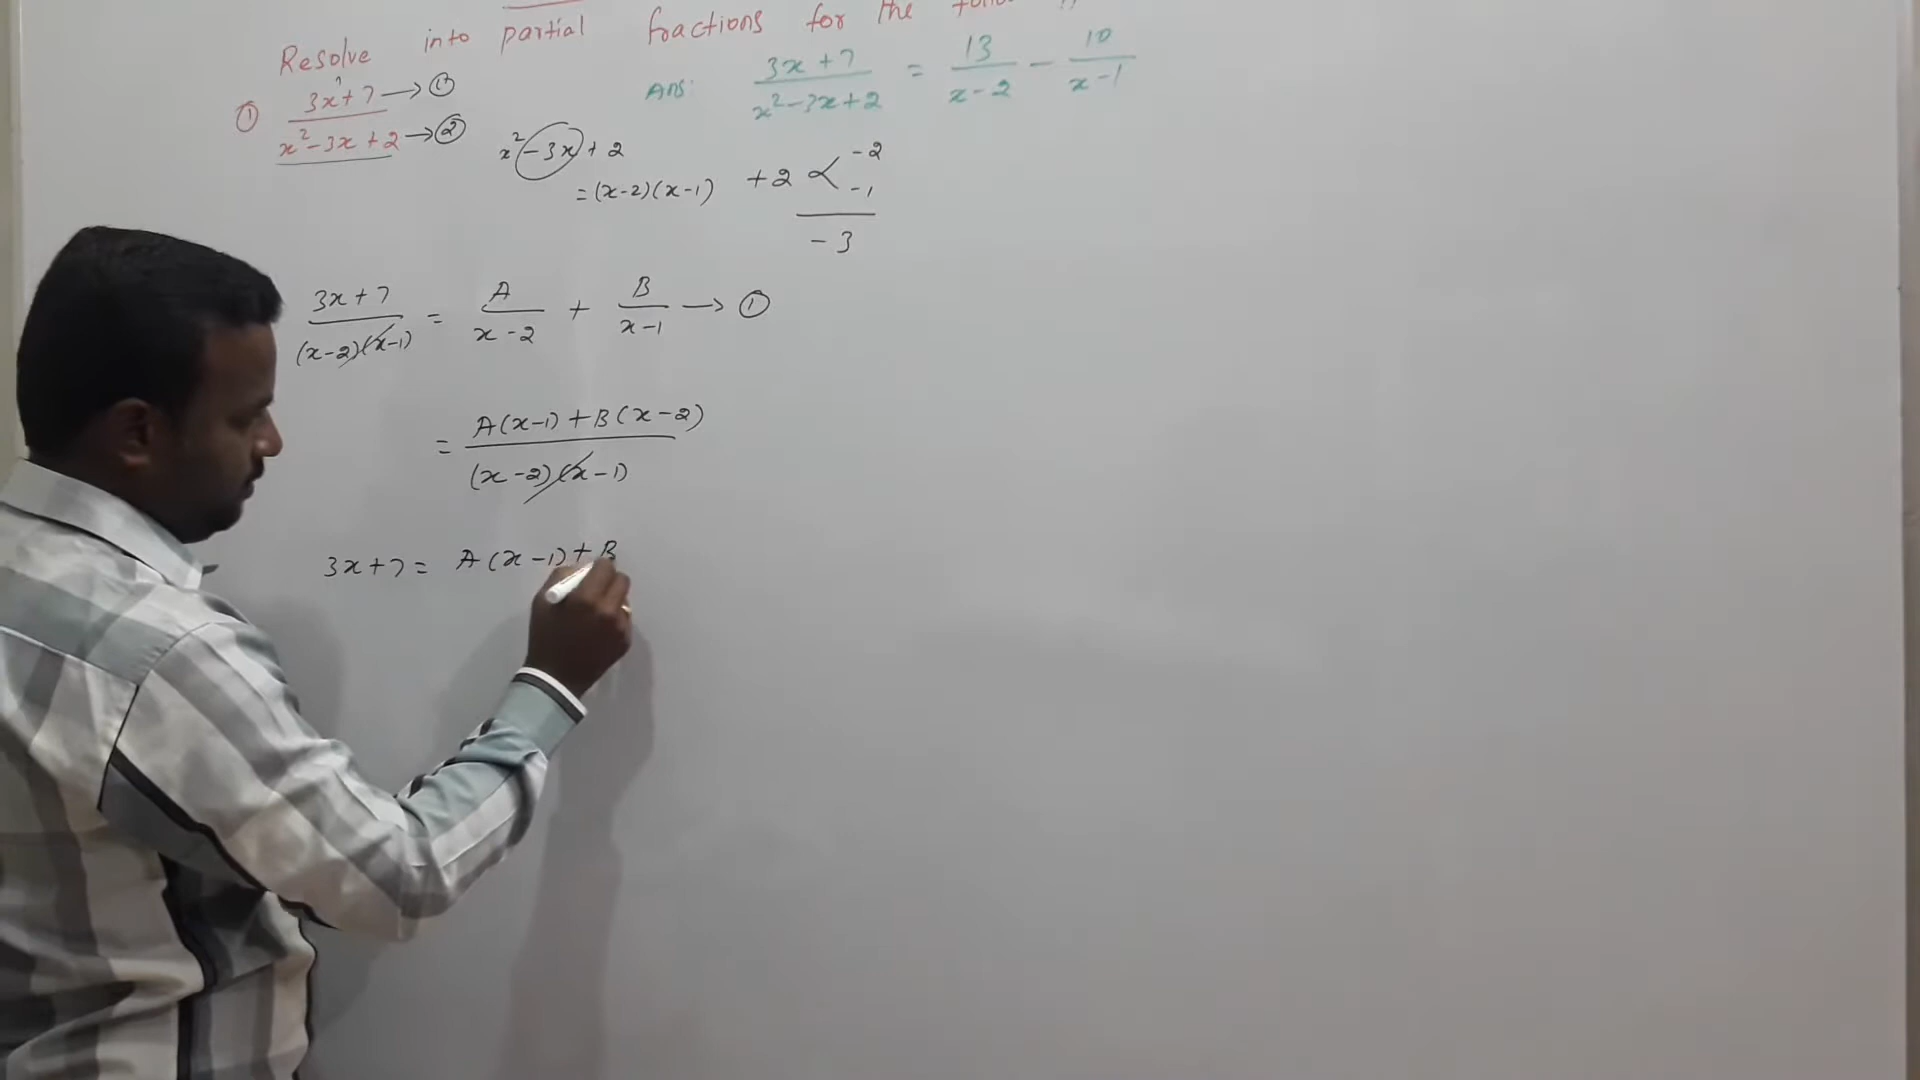 Resolve into partial fractions for the
① 3x+7 → ① / x²-3x+2 → ②
Ans: (3x+7)/(x²-3x+2) = 13/(x-2) - 10/(x-1)
x²-3x+2
= (x-2)(x-1)
+2 < -2
-1
-3
(3x+7)/((x-2)(x-1)) = A/(x-2) + B/(x-1) → ①
= (A(x-1)+B(x-2))/((x-2)(x-1))
3x+7 = A(x-1)+B